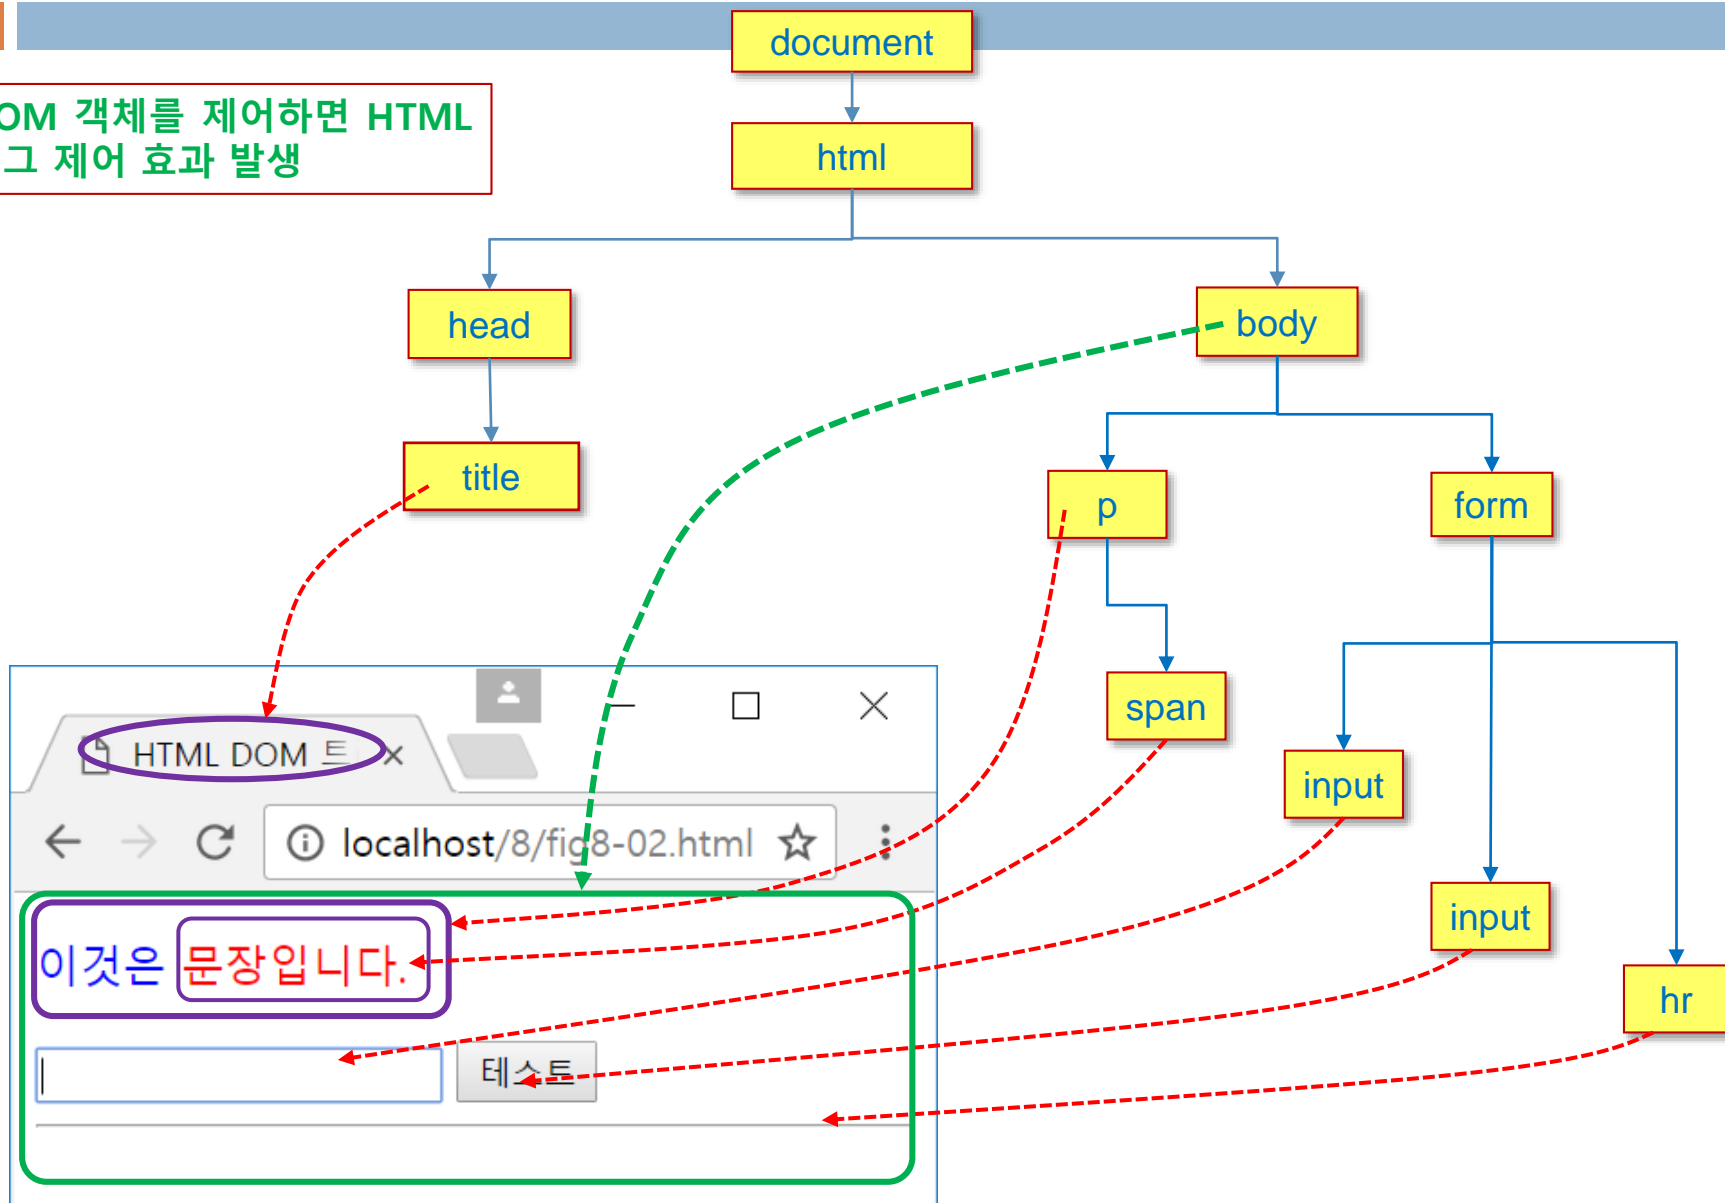 document
OM 객체를 제어하면 HTML
그 제어 효과 발생
html
head
body
title
p
form
span
input
input
hr
HTML DOM 트
localhost/8/fig8-02.html
이것은 문장입니다.
테스트